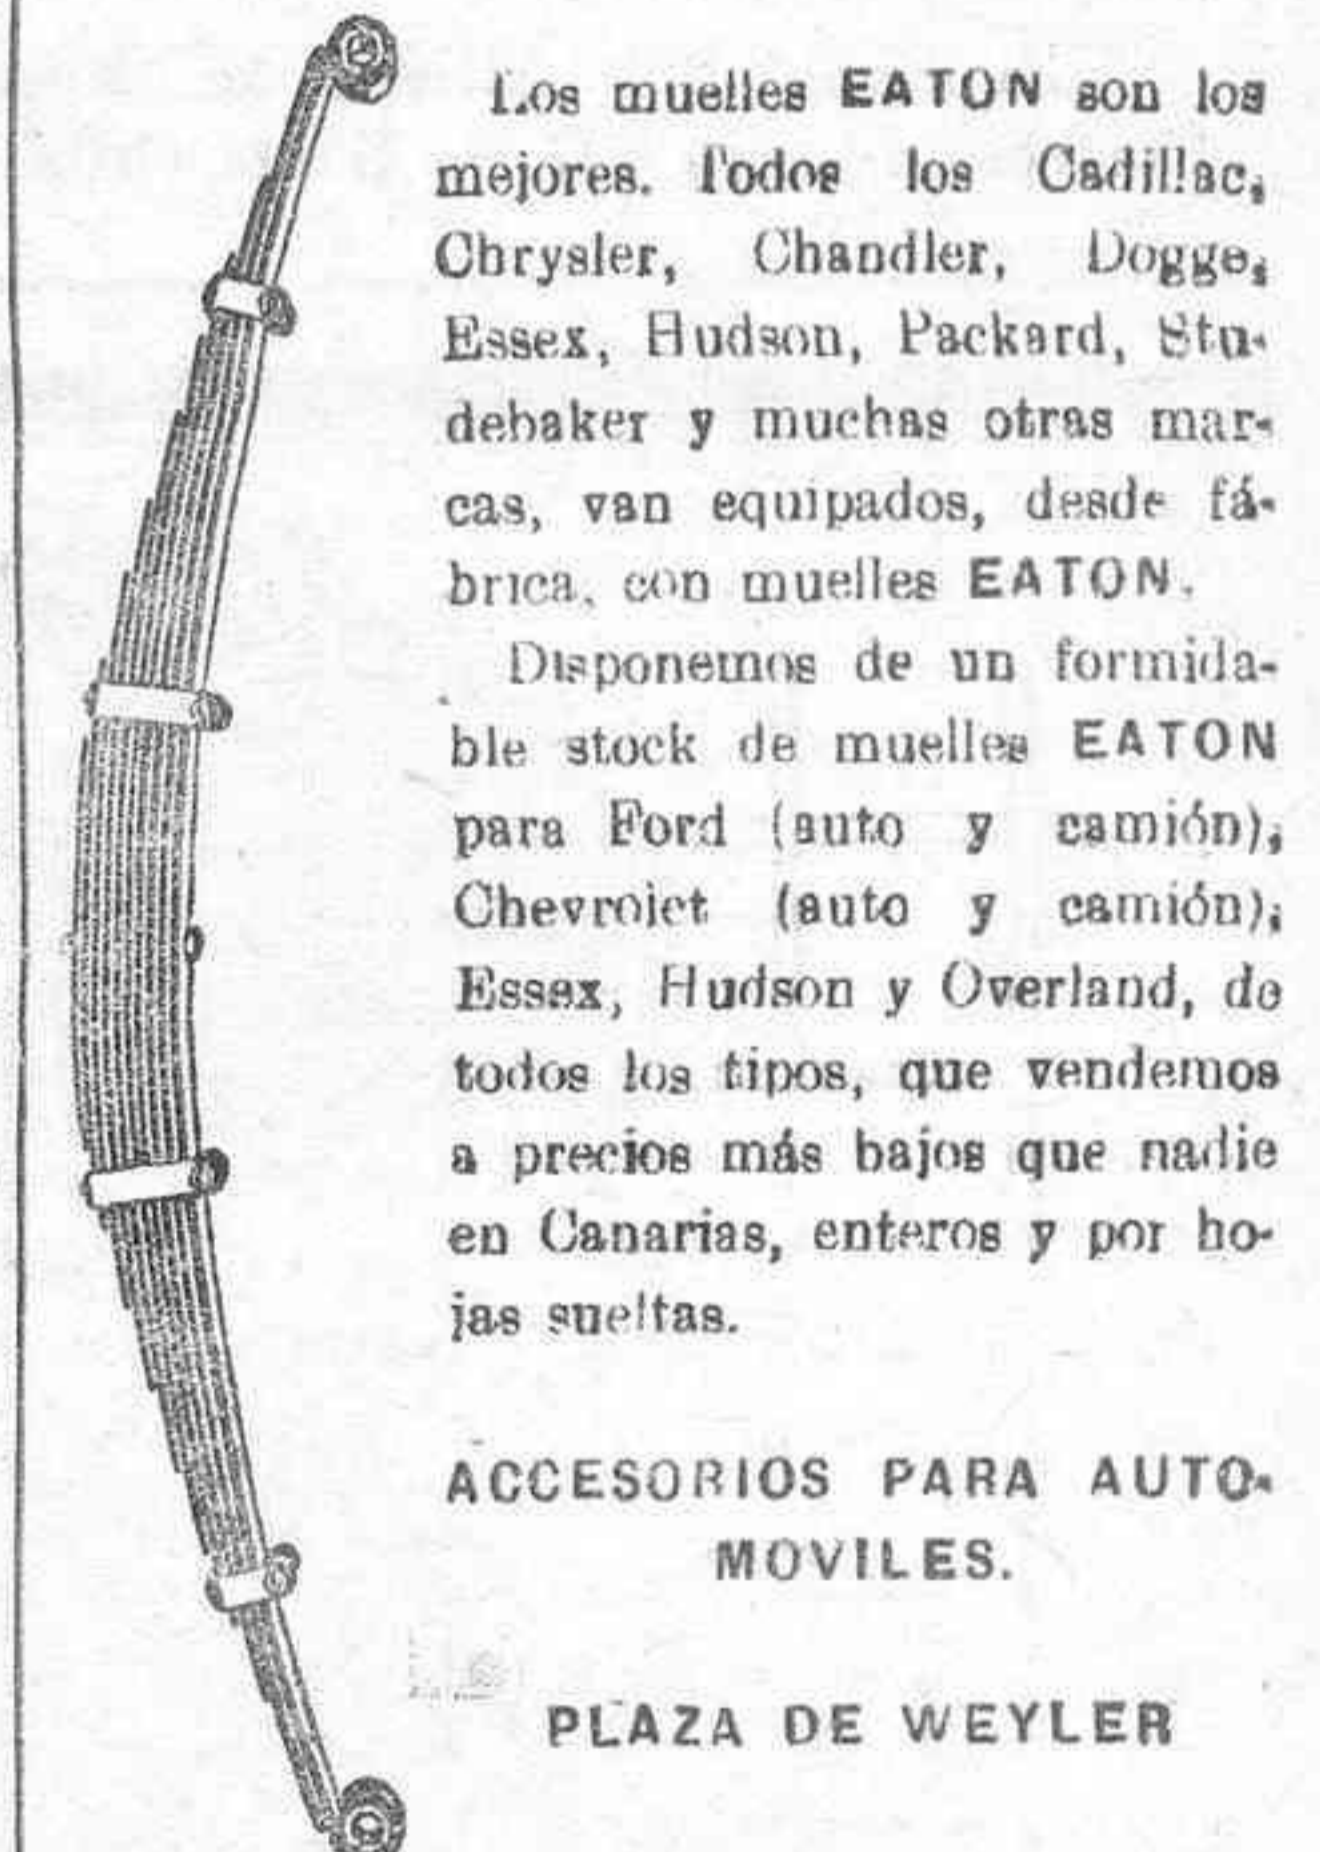 Los muelles EATON son los
mejores. Todos los Cadillac,
Chrysler, Chandler, Dogge,
Essex, Hudson, Packard, Stu-
debaker y muchas otras mar-
cas, van equipados, desde fá-
brica, con muelles EATON.
Disponemos de un formida-
ble stock de muelles EATON
para Ford (auto y camión),
Chevrolet (auto y camión),
Essex, Hudson y Overland, de
todos los tipos, que vendemos
a precios más bajos que nadie
en Canarias, enteros y por ho-
jas sueltas.
ACCESORIOS PARA AUTO-
MOVILES.
PLAZA DE WEYLER